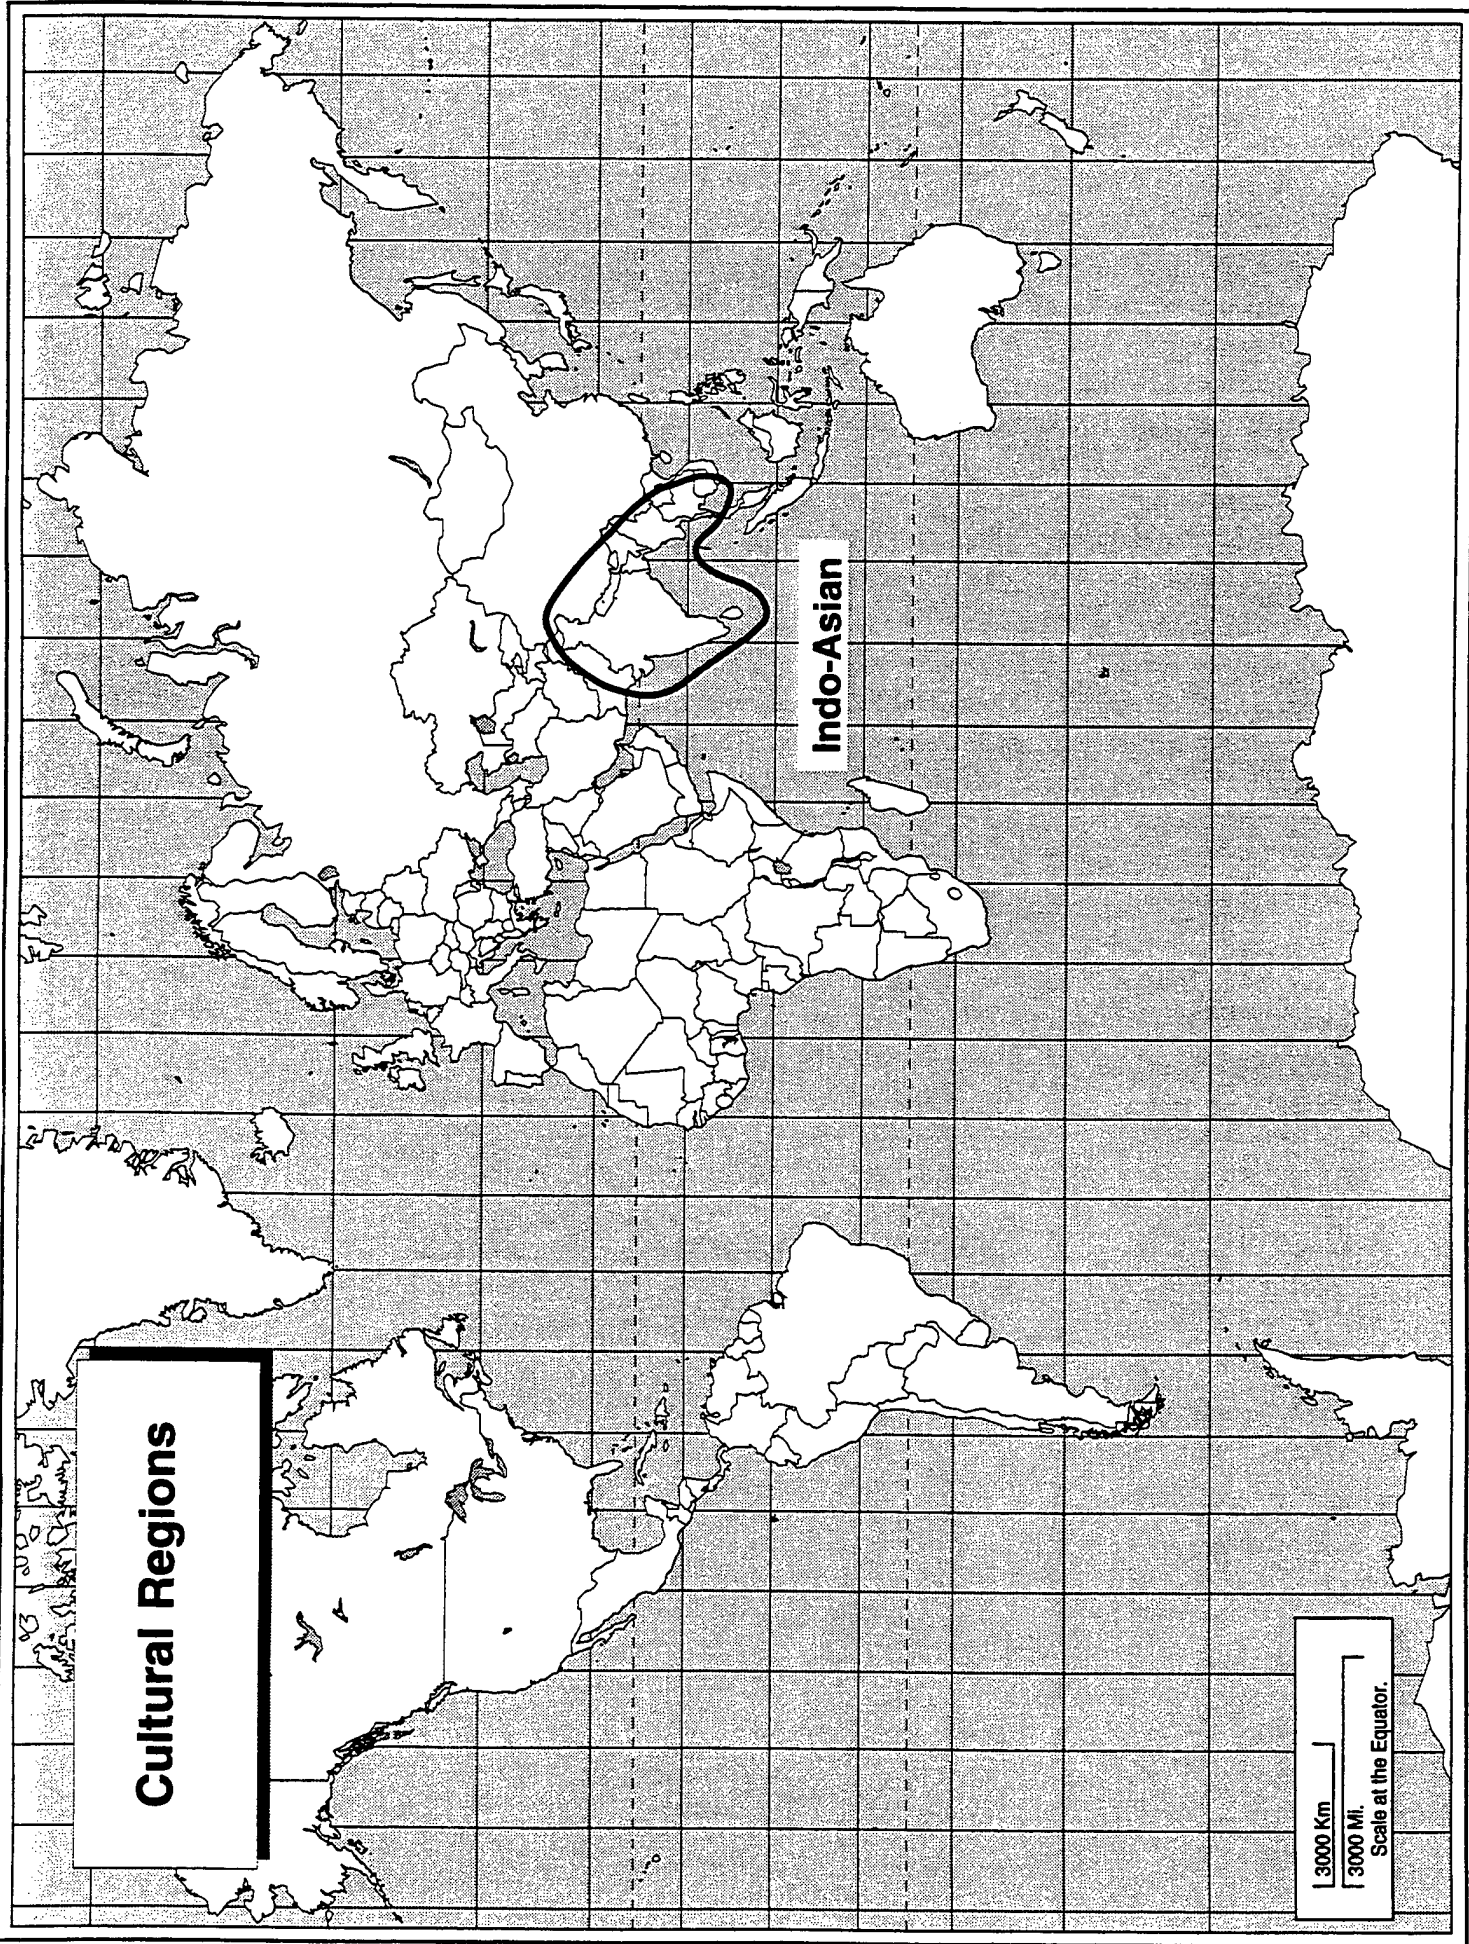 Cultural Regions
Indo-Asian
3000 Km
3000 Mi.
Scale at the Equator.